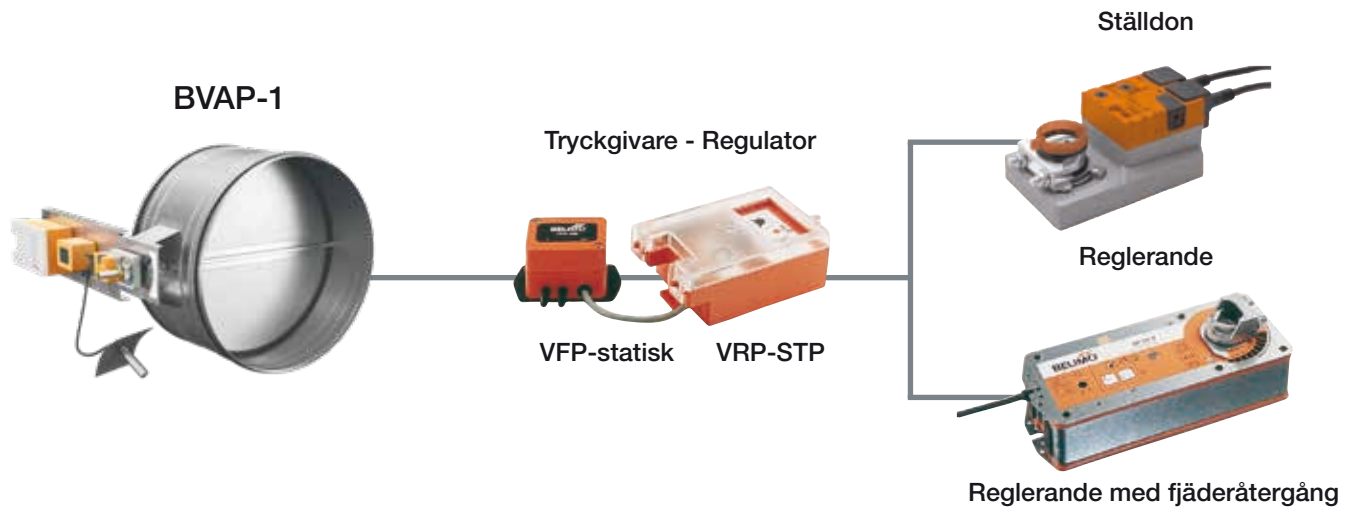 Ställdon
BVAP-1
Tryckgivare - Regulator
BELIMO
Reglerande
VFP-statisk
VRP-STP
BELIMO
Reglerande med fjäderåtergång